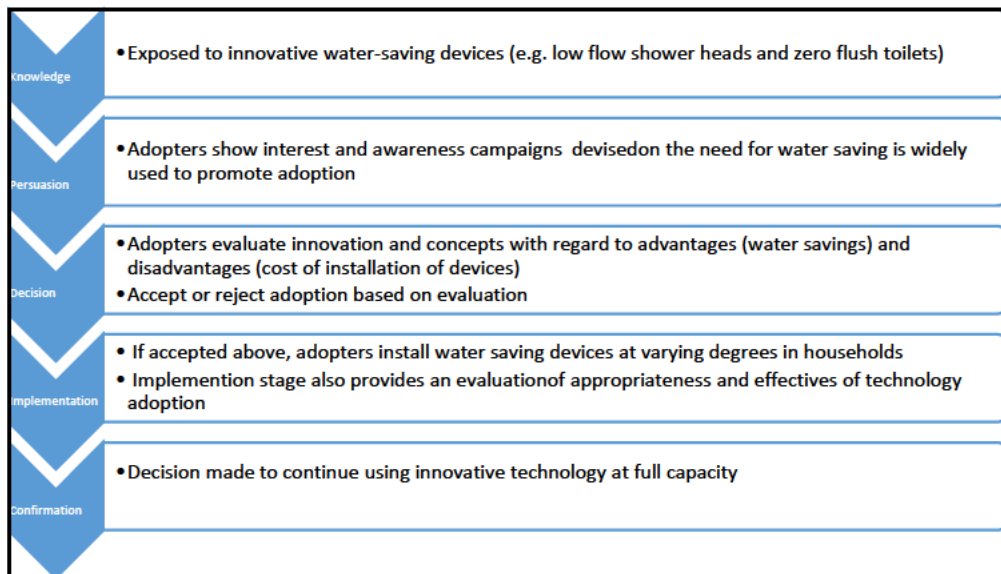 Knowledge
•Exposed to innovative water-saving devices (e.g. low flow shower heads and zero flush toilets)
Persuasion
•Adopters show interest and awareness campaigns devisedon the need for water saving is widely
used to promote adoption
Decision
•Adopters evaluate innovation and concepts with regard to advantages (water savings) and
disadvantages (cost of installation of devices)
•Accept or reject adoption based on evaluation
Implementation
• If accepted above, adopters install water saving devices at varying degrees in households
• Implemention stage also provides an evaluationof appropriateness and effectives of technology
adoption
Confirmation
•Decision made to continue using innovative technology at full capacity